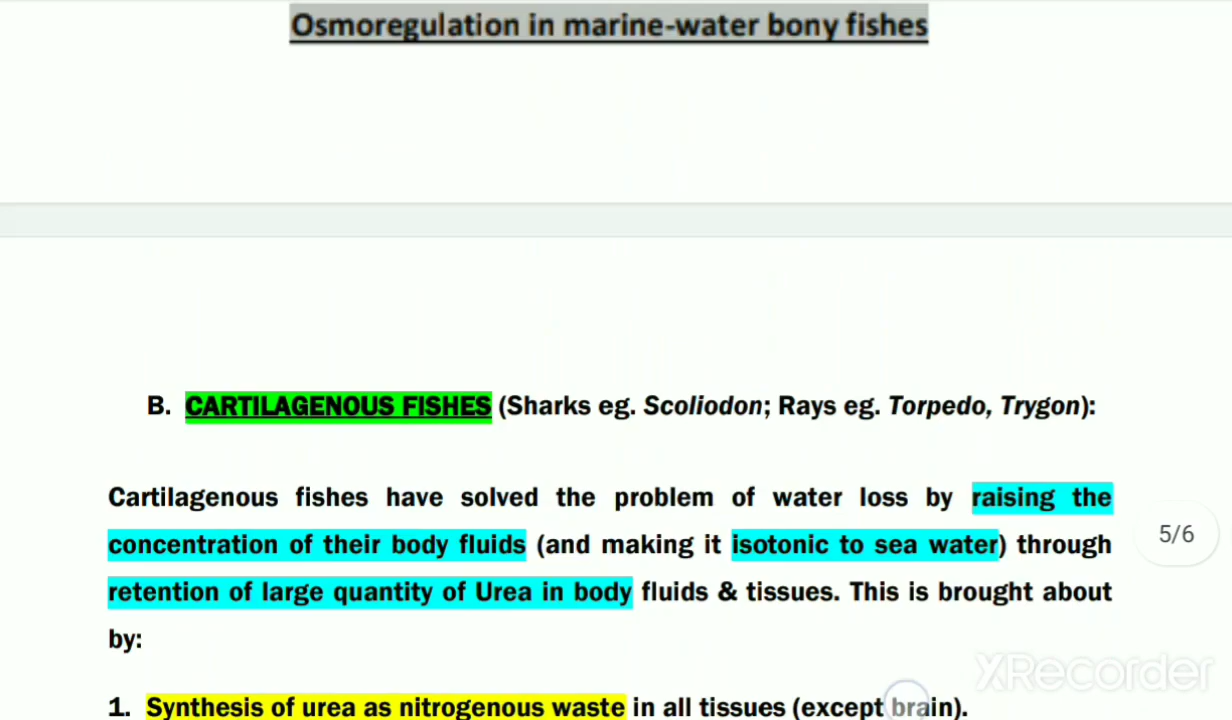 Osmoregulation in marine-water bony fishes
B. CARTILAGENOUS FISHES (Sharks eg. Scoliodon; Rays eg. Torpedo, Trygon):
Cartilagenous fishes have solved the problem of water loss by raising the
concentration of their body fluids (and making it isotonic to sea water) through
5/6
retention of large quantity of Urea in body fluids & tissues. This is brought about
by:
XRecorder
1. Synthesis of urea as nitrogenous waste in all tissues (except brain).